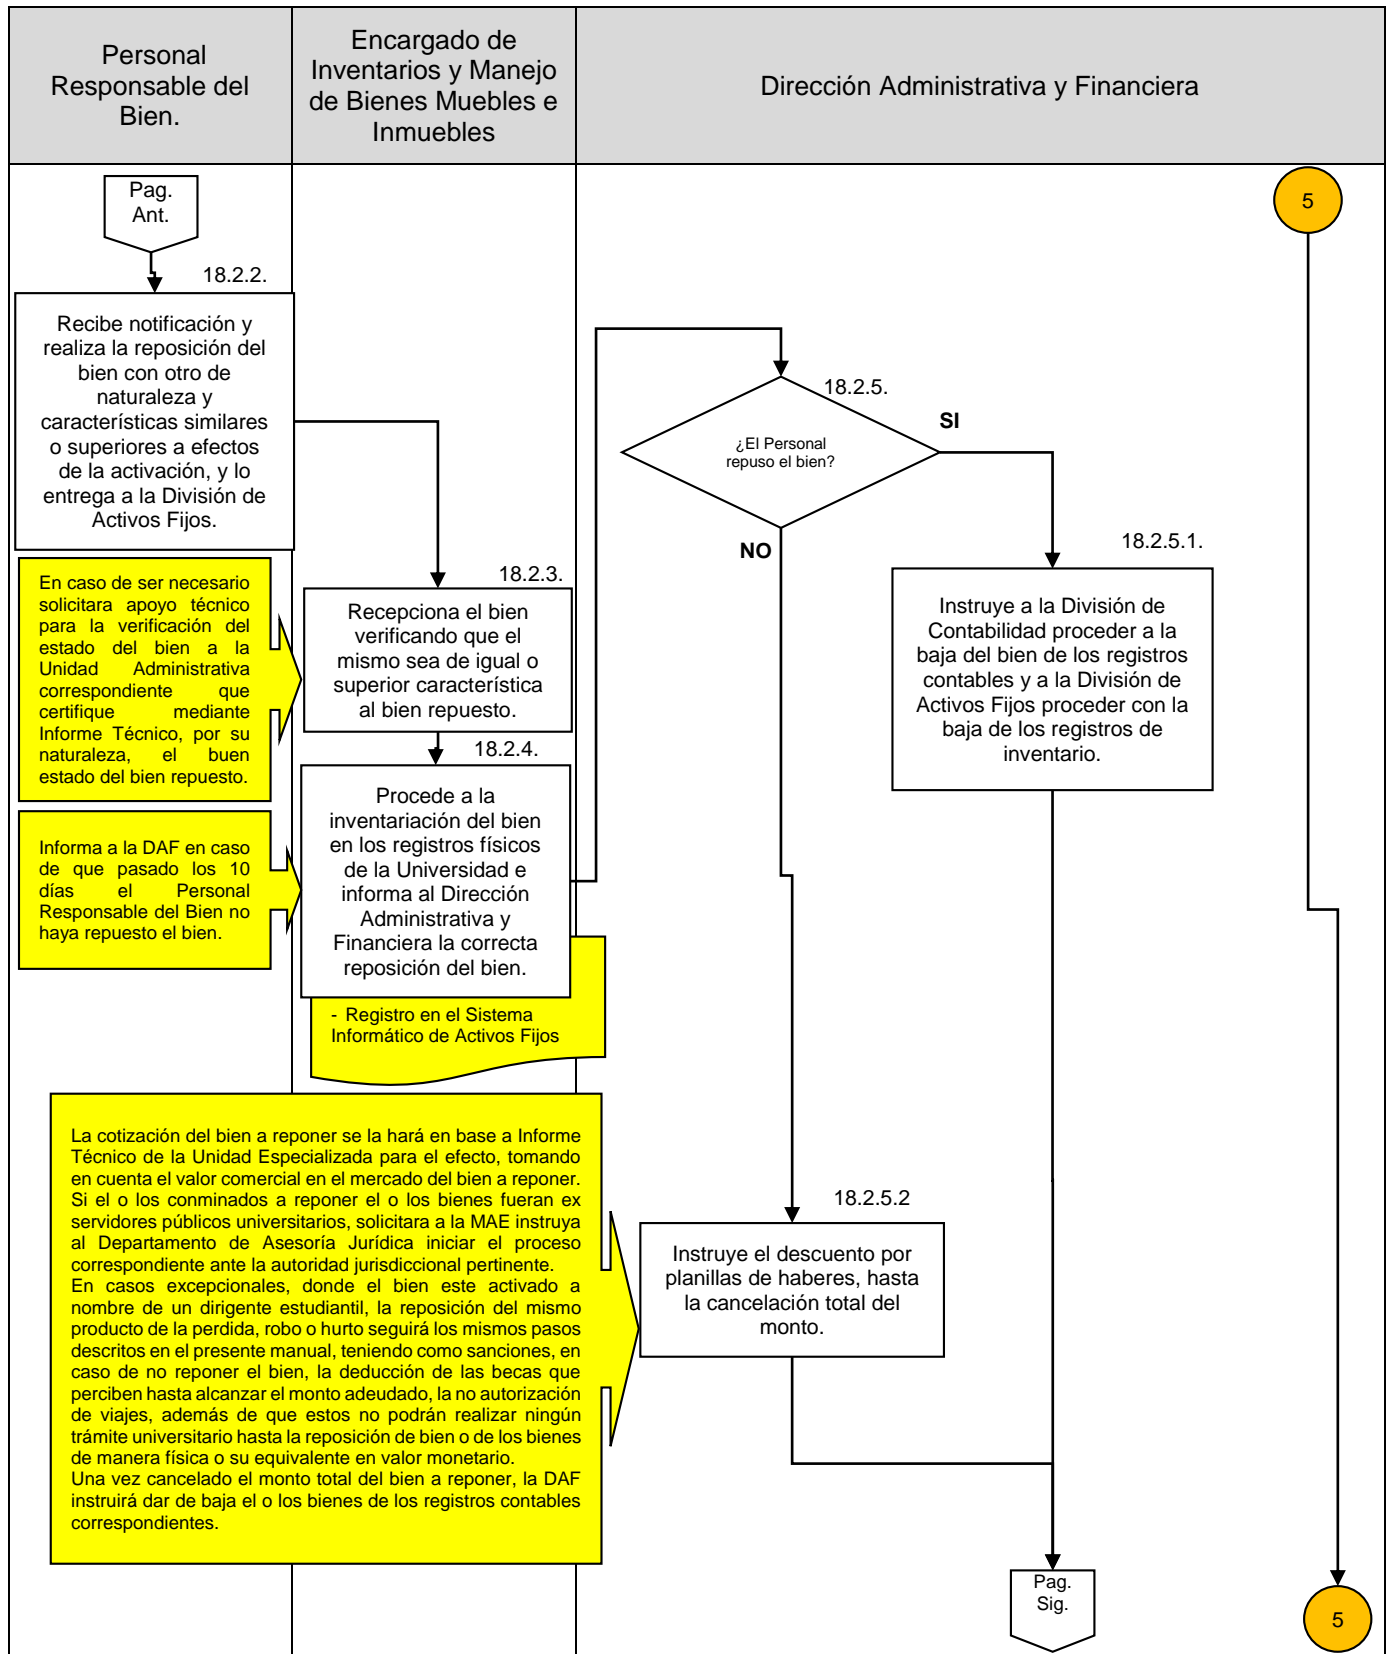 Personal
Responsable del
Bien.
Encargado de
Inventarios y Manejo
de Bienes Muebles e
Inmuebles
Dirección Administrativa y Financiera
Pag.
Ant.
5
18.2.2.
Recibe notificación y
realiza la reposición del
bien con otro de
naturaleza y
características similares
o superiores a efectos
de la activación, y lo
entrega a la División de
Activos Fijos.
18.2.5.
¿El Personal
repuso el bien?
SI
NO
18.2.5.1.
Instruye a la División de
Contabilidad proceder a la
baja del bien de los registros
contables y a la División de
Activos Fijos proceder con la
baja de los registros de
inventario.
En caso de ser necesario
solicitara apoyo técnico
para la verificación del
estado del bien a la
Unidad Administrativa
correspondiente que
certifique mediante
Informe Técnico, por su
naturaleza, el buen
estado del bien repuesto.
18.2.3.
Recepciona el bien
verificando que el
mismo sea de igual o
superior característica
al bien repuesto.
18.2.4.
Procede a la
inventariación del bien
en los registros físicos
de la Universidad e
informa al Dirección
Administrativa y
Financiera la correcta
reposición del bien.
Informa a la DAF en caso
de que pasado los 10
días el Personal
Responsable del Bien no
haya repuesto el bien.
- Registro en el Sistema
Informático de Activos Fijos
La cotización del bien a reponer se la hará en base a Informe
Técnico de la Unidad Especializada para el efecto, tomando
en cuenta el valor comercial en el mercado del bien a reponer.
Si el o los conminados a reponer el o los bienes fueran ex
servidores públicos universitarios, solicitara a la MAE instruya
al Departamento de Asesoría Jurídica iniciar el proceso
correspondiente ante la autoridad jurisdiccional pertinente.
En casos excepcionales, donde el bien este activado a
nombre de un dirigente estudiantil, la reposición del mismo
producto de la perdida, robo o hurto seguirá los mismos pasos
descritos en el presente manual, teniendo como sanciones, en
caso de no reponer el bien, la deducción de las becas que
perciben hasta alcanzar el monto adeudado, la no autorización
de viajes, además de que estos no podrán realizar ningún
trámite universitario hasta la reposición de bien o de los bienes
de manera física o su equivalente en valor monetario.
Una vez cancelado el monto total del bien a reponer, la DAF
instruirá dar de baja el o los bienes de los registros contables
correspondientes.
18.2.5.2
Instruye el descuento por
planillas de haberes, hasta
la cancelación total del
monto.
Pag.
Sig.
5